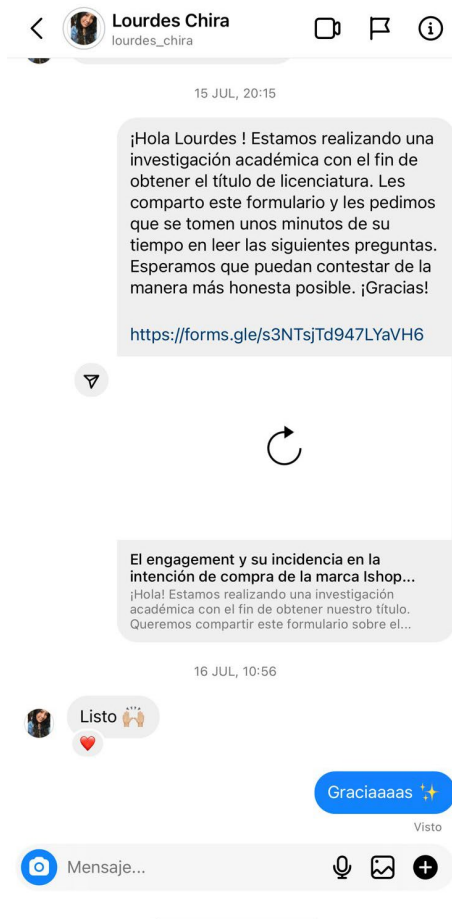 Lourdes Chira
lourdes_chira
15 JUL, 20:15
¡Hola Lourdes ! Estamos realizando una
investigación académica con el fin de
obtener el título de licenciatura. Les
comparto este formulario y les pedimos
que se tomen unos minutos de su
tiempo en leer las siguientes preguntas.
Esperamos que puedan contestar de la
manera más honesta posible. ¡Gracias!
https://forms.gle/s3NTsjTd947LYaVH6
El engagement y su incidencia en la
intención de compra de la marca Ishop...
¡Hola! Estamos realizando una investigación
académica con el fin de obtener nuestro título.
Queremos compartir este formulario sobre el...
16 JUL, 10:56
Listo 🙌🏼
Graciaaaas ✨
Visto
Mensaje...